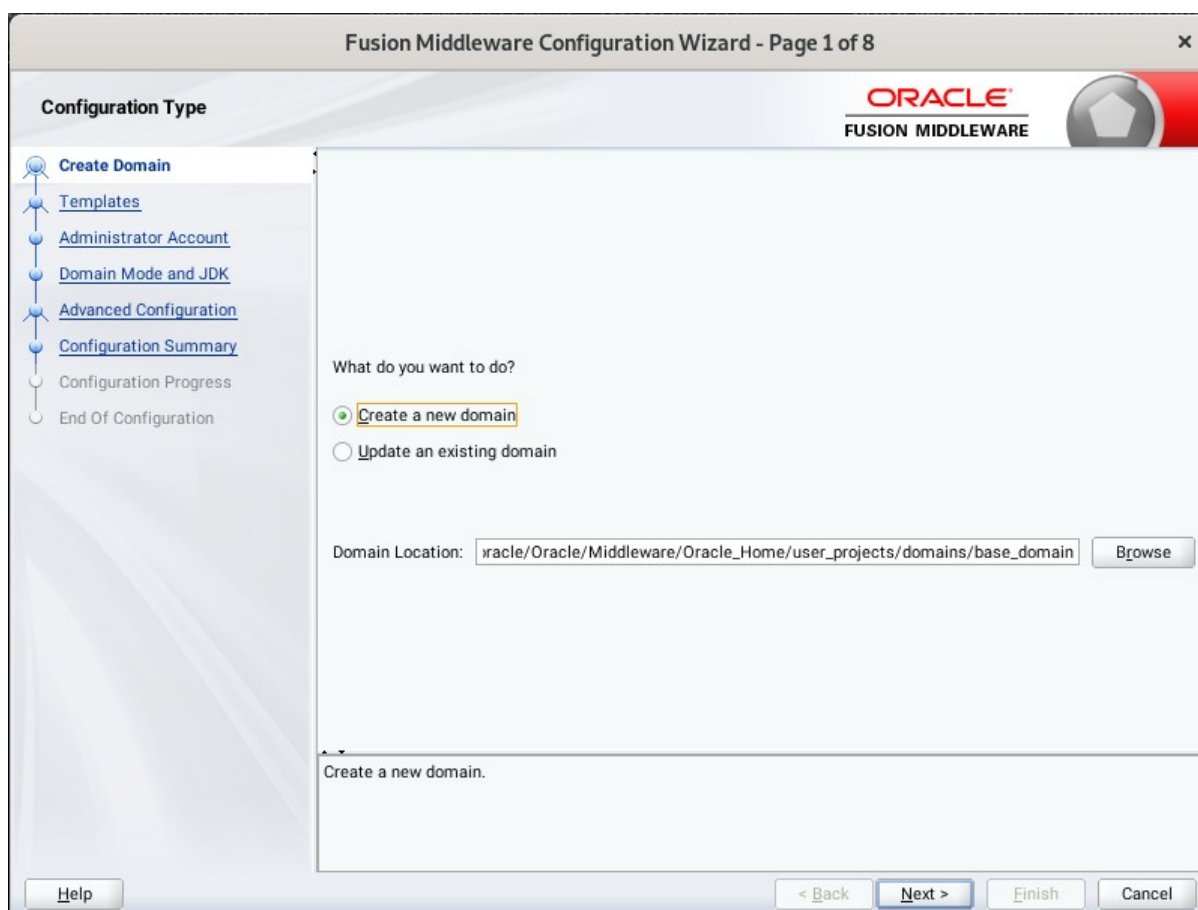 Fusion Middleware Configuration Wizard - Page 1 of 8
Configuration Type
ORACLE
FUSION MIDDLEWARE
Create Domain
Templates
Administrator Account
Domain Mode and JDK
Advanced Configuration
Configuration Summary
Configuration Progress
End Of Configuration
What do you want to do?
Create a new domain
Update an existing domain
Domain Location: racle/Oracle/Middleware/Oracle_Home/user_projects/domains/base_domain Browse
Create a new domain.
Help < Back Next > Finish Cancel